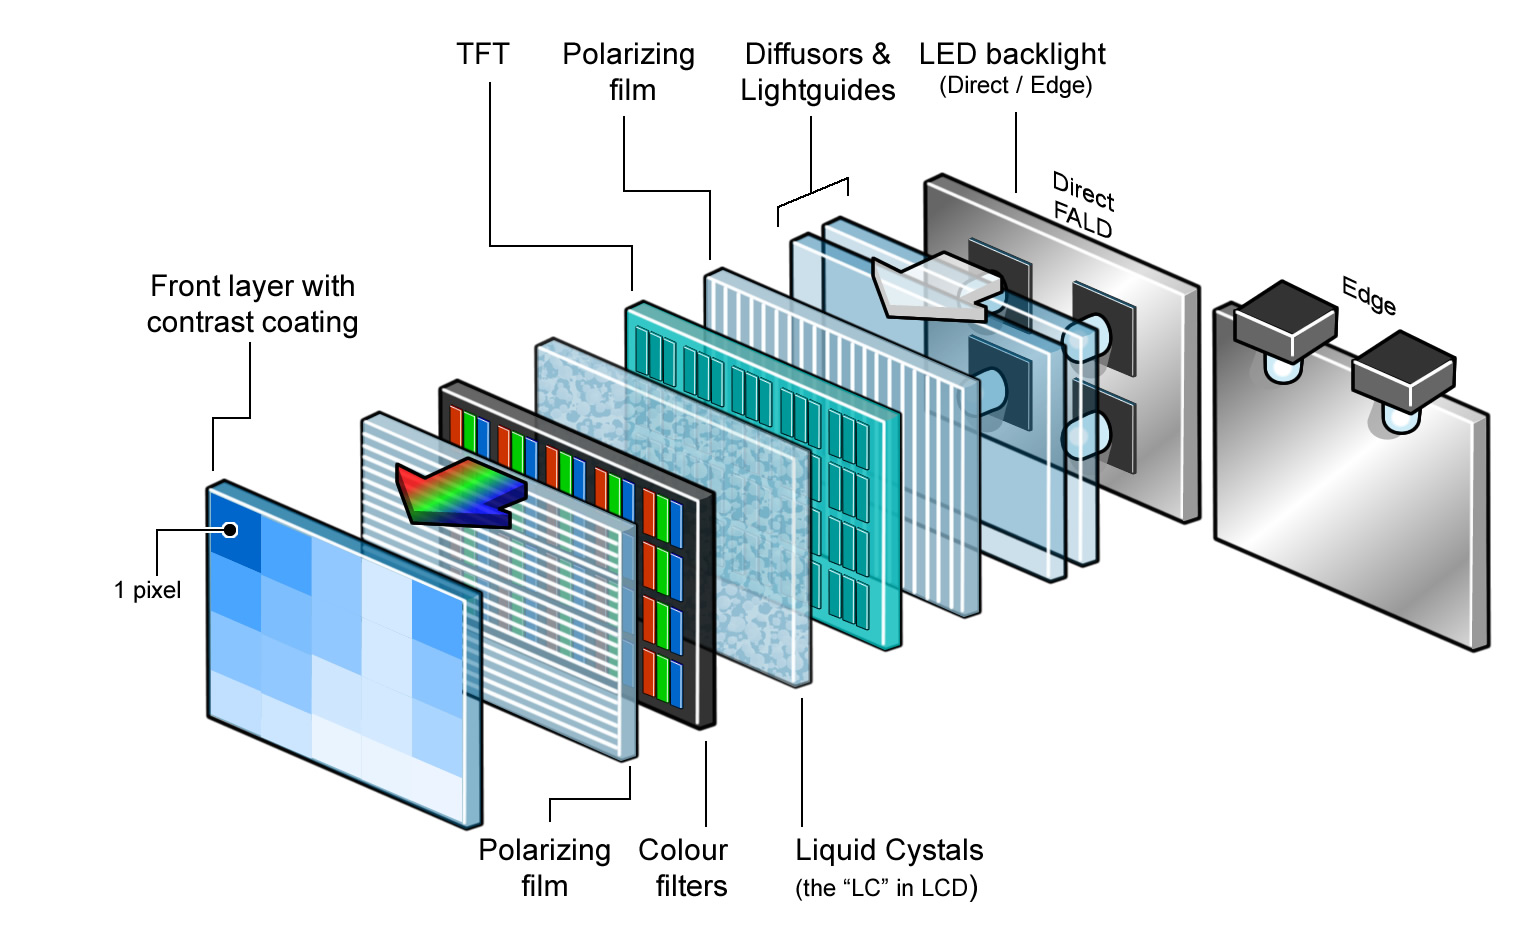 TFT
Polarizing
film
Diffusors &
Lightguides
LED backlight
(Direct / Edge)
Direct
FALD
Edge
Front layer with
contrast coating
1 pixel
Polarizing
film
Colour
filters
Liquid Cystals
(the “LC” in LCD)